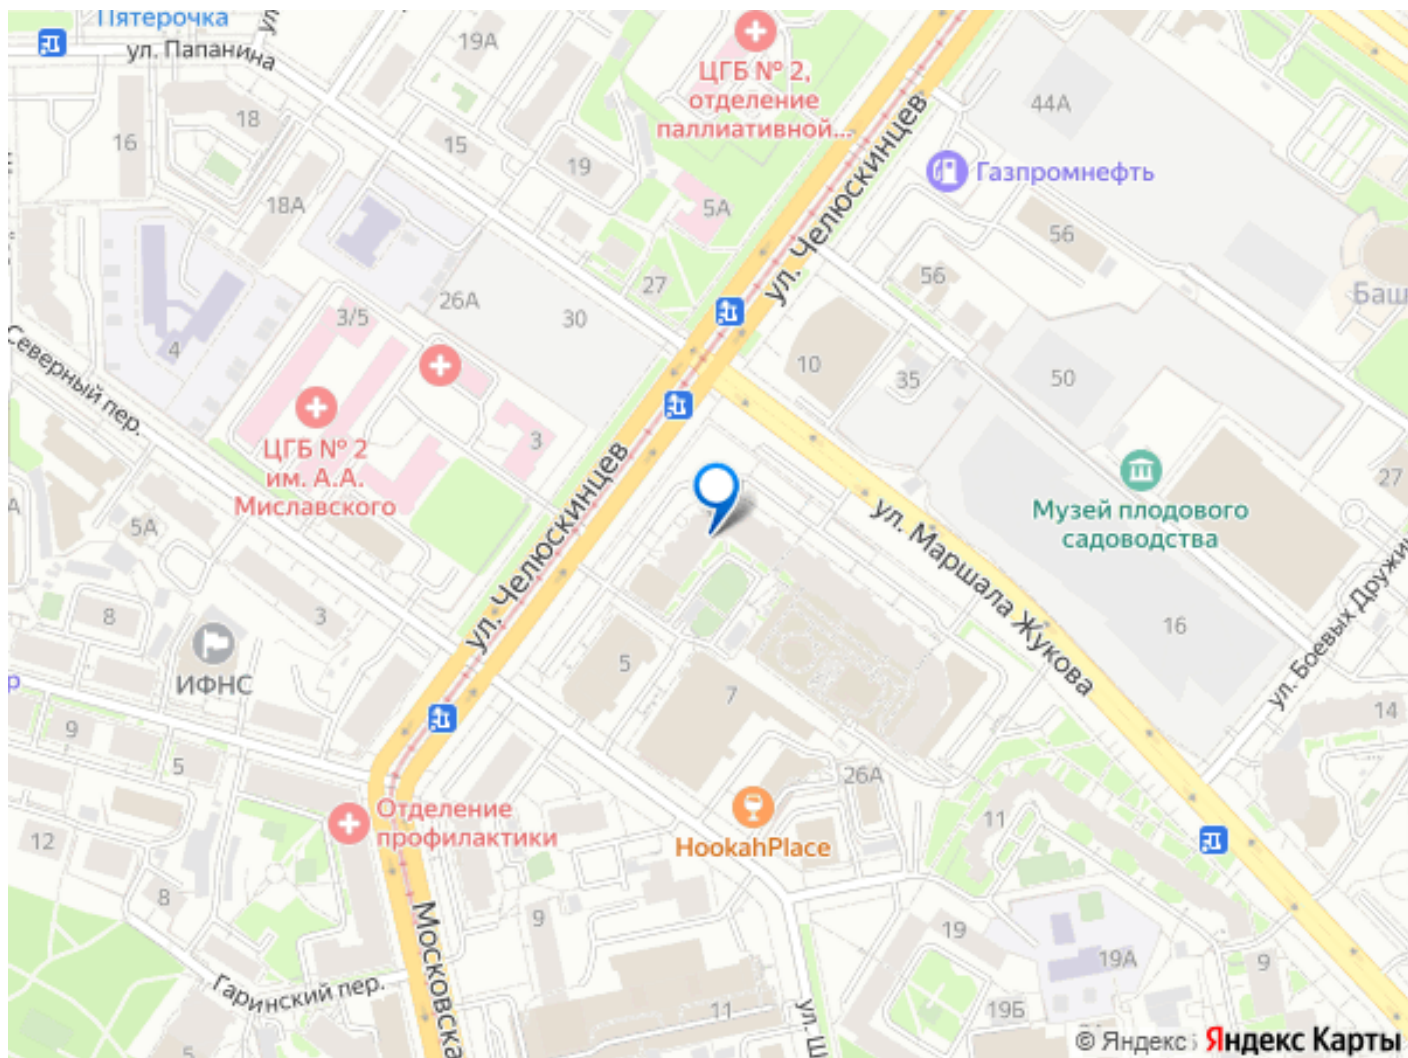 Пятерочка
ул. Папанина
19А
ЦГБ № 2,
отделение
паллиативной...
44А
18
16
15
19
18А
5А
Газпромнефть
56
56
ул. Челюскинцев
27
26А
30
3/5
4
Баш
10
35
50
Северный пер.
ЦГБ № 2
им. А.А.
Миславского
3
ул. Челюскинцев
ул. Маршала Жукова
Музей плодового
садоводства
27
А
5А
8
3
ИФНС
р
9
5
5
7
16
ул. Боевых Дружин
14
26А
HookahPlace
11
Отделение
профилактики
12
8
9
Московска
Гаринский пер.
19
19А
9
19Б
11
ул. Ш
5
© Яндекс
Яндекс Карты